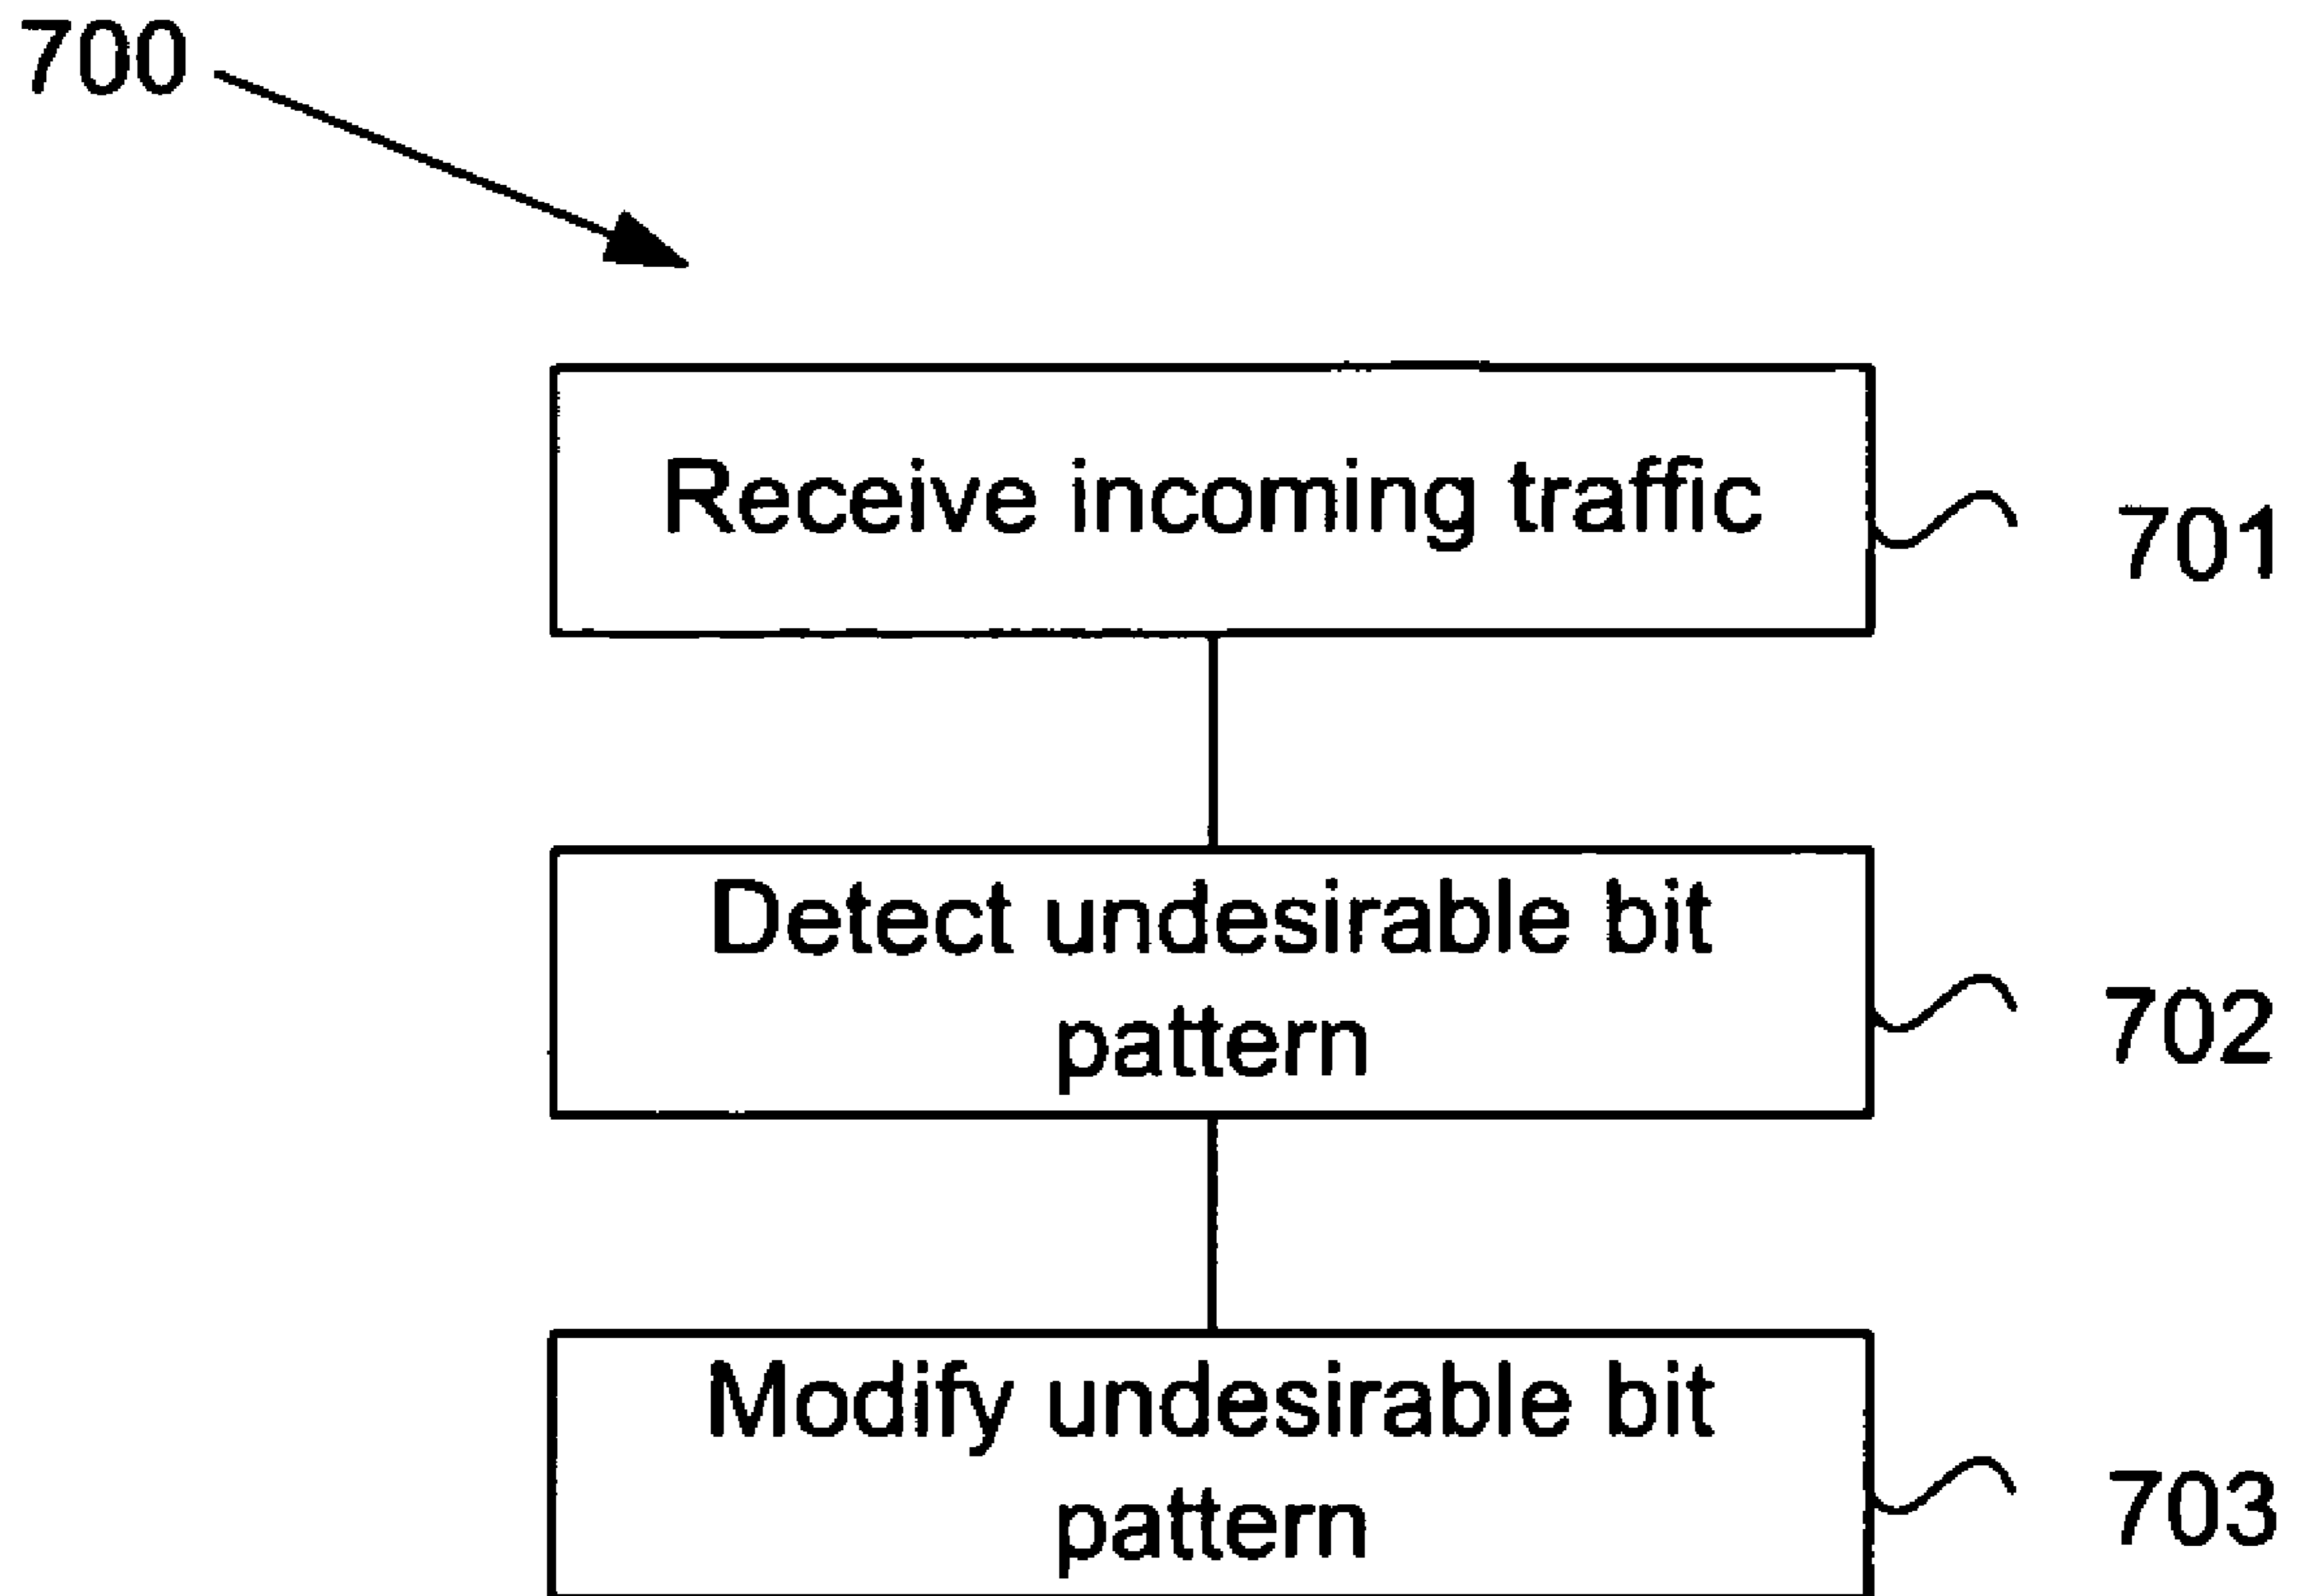 700
Receive incoming traffic
701
Detect undesirable bit
pattern
702
Modify undesirable bit
pattern
703